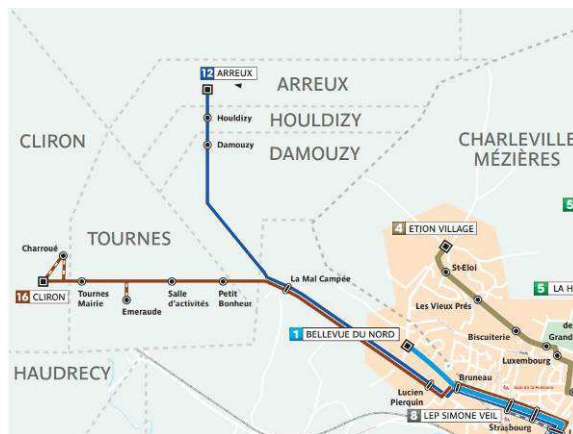 12 ARREUX
ARREUX
Houldizy
HOULDIZY
CLIRON
Damouzy
DAMOUZY
CHARLEVILLE
MÉZIÈRES
5
4 ETION VILLAGE
TOURNES
Charroué
St-Eloi
La Mal Campée
16 CLIRON
Tournes
Mairie
Emeraude
Salle
d'activités
Petit
Bonheur
5 LA H
Les Vieux Prés
1 BELLEVUE DU NORD
Biscuiterie
de
Grand
Luxembourg
HAUDRECY
Bruneau
Lucien
Pierquin
8 LEP SIMONE VEIL
Strasbourg